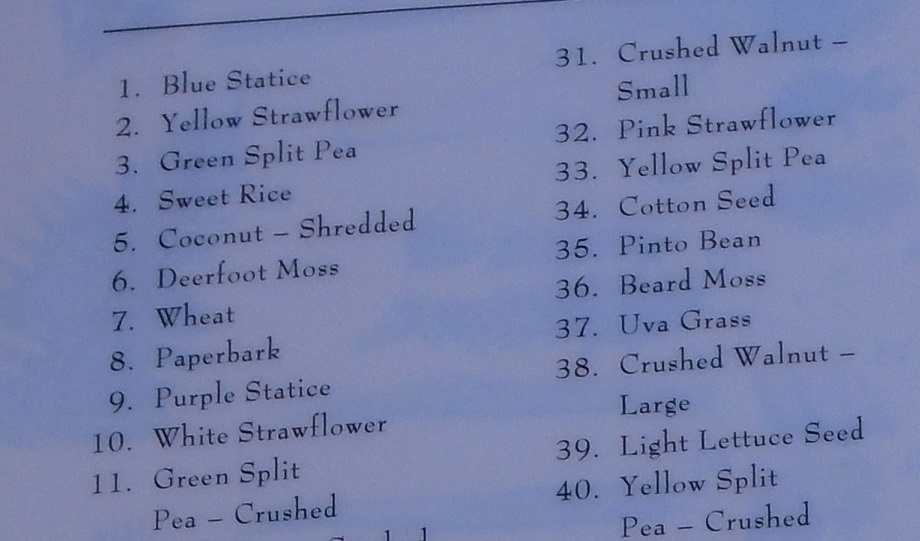 1. Blue Statice
2. Yellow Strawflower
3. Green Split Pea
4. Sweet Rice
5. Coconut – Shredded
6. Deerfoot Moss
7. Wheat
8. Paperbark
9. Purple Statice
10. White Strawflower
11. Green Split
Pea – Crushed
31. Crushed Walnut –
Small
32. Pink Strawflower
33. Yellow Split Pea
34. Cotton Seed
35. Pinto Bean
36. Beard Moss
37. Uva Grass
38. Crushed Walnut –
Large
39. Light Lettuce Seed
40. Yellow Split
Pea – Crushed